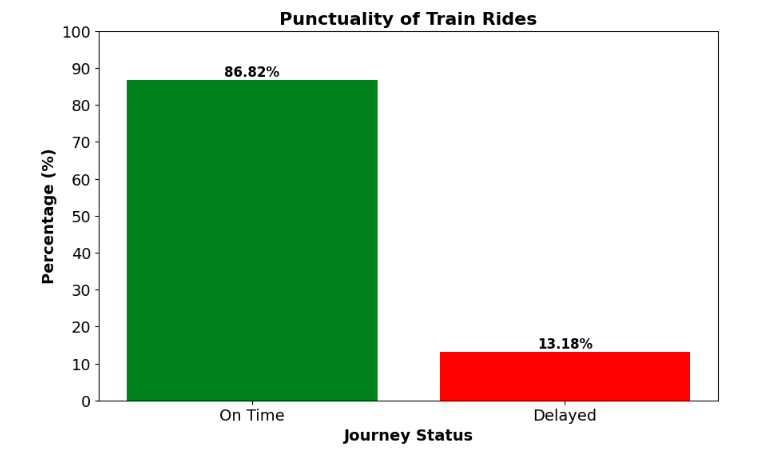 Punctuality of Train Rides
Percentage (%)
100
90
80
70
60
50
40
30
20
10
0
86.82%
13.18%
On Time
Delayed
Journey Status